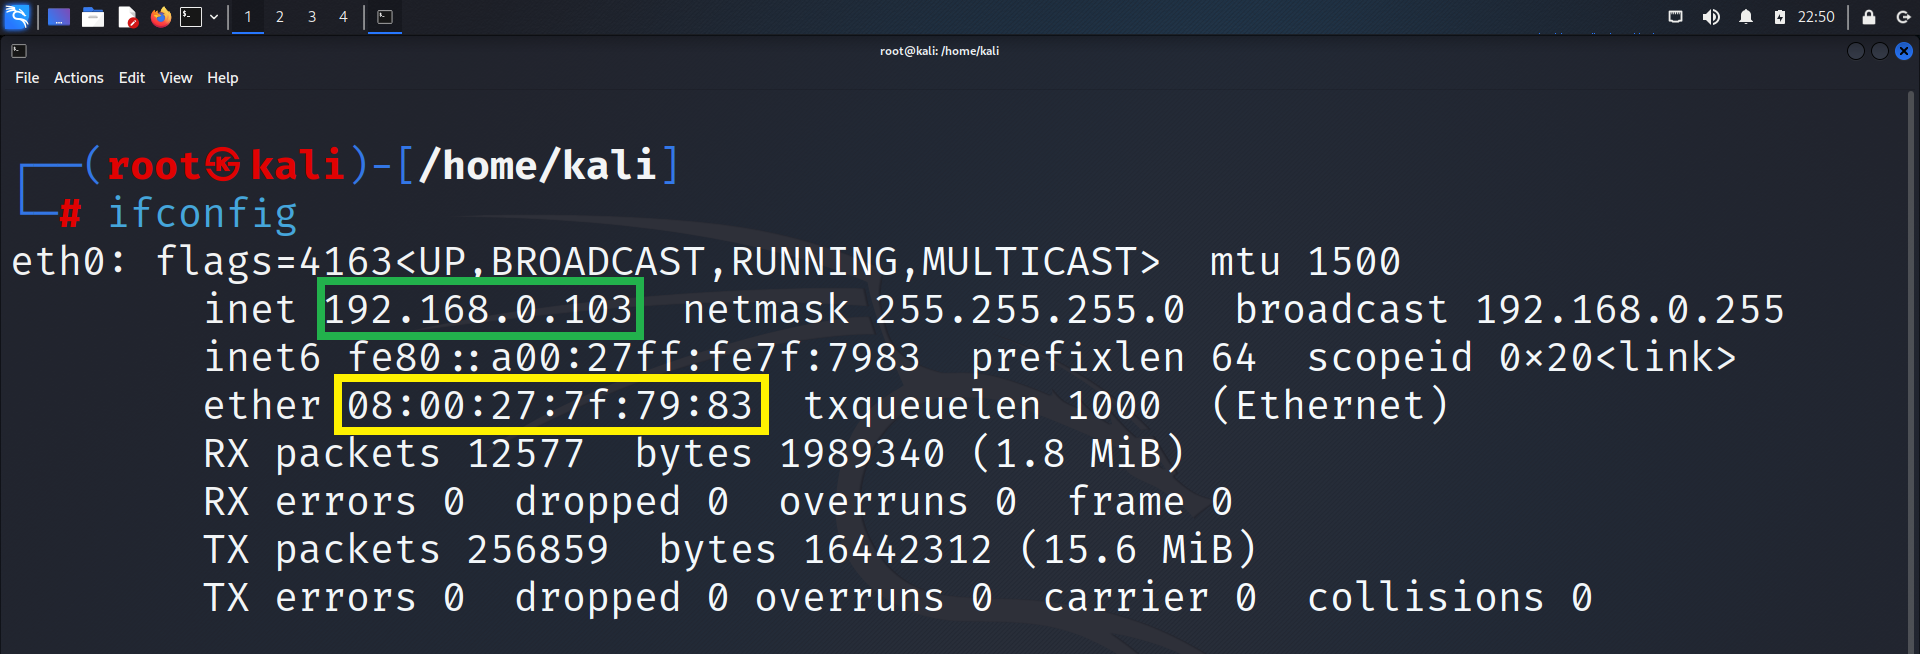 1 2 3 4 22:50
root@kali: /home/kali
File Actions Edit View Help
(root㉿kali)-[/home/kali]
# ifconfig
eth0: flags=4163<UP,BROADCAST,RUNNING,MULTICAST> mtu 1500
inet 192.168.0.103 netmask 255.255.255.0 broadcast 192.168.0.255
inet6 fe80::a00:27ff:fe7f:7983 prefixlen 64 scopeid 0×20<link>
ether 08:00:27:7f:79:83 txqueuelen 1000 (Ethernet)
RX packets 12577 bytes 1989340 (1.8 MiB)
RX errors 0 dropped 0 overruns 0 frame 0
TX packets 256859 bytes 16442312 (15.6 MiB)
TX errors 0 dropped 0 overruns 0 carrier 0 collisions 0